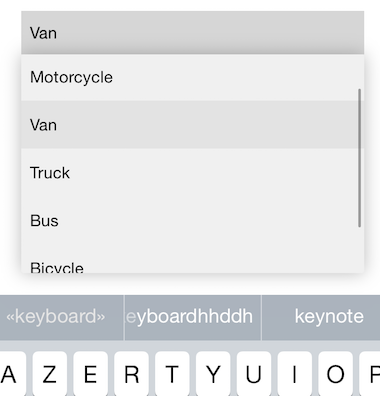 Van
Motorcycle
Van
Truck
Bus
Bicycle
«keyboard» eyboardhhddh keynote
A Z E R T Y U I O P